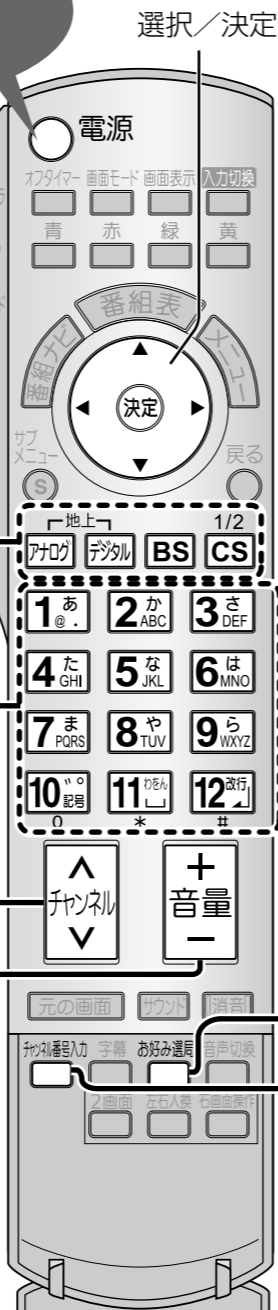 選択／決定
電源
オフタイマー 画面モード 画面表示 入力切換
青 赤 緑 黄
番組表
番組ナビ
メニュー
決定
サブ
メニュー
S
戻る
地上 1/2
アナログ デジタル BS CS
1 あ @. 2 か ABC 3 さ DEF
4 た GHI 5 な JKL 6 は MNO
7 ま PQRS 8 や TUV 9 ら WXYZ
10 ゛゜ 記号 11 わをん 12 改行
0 * #
チャンネル
+
音量
−
元の画面 サウンド 消音
チャンネル番号入力 字幕 お好み選局 音声切換
2画面 左右入換 右画面操作